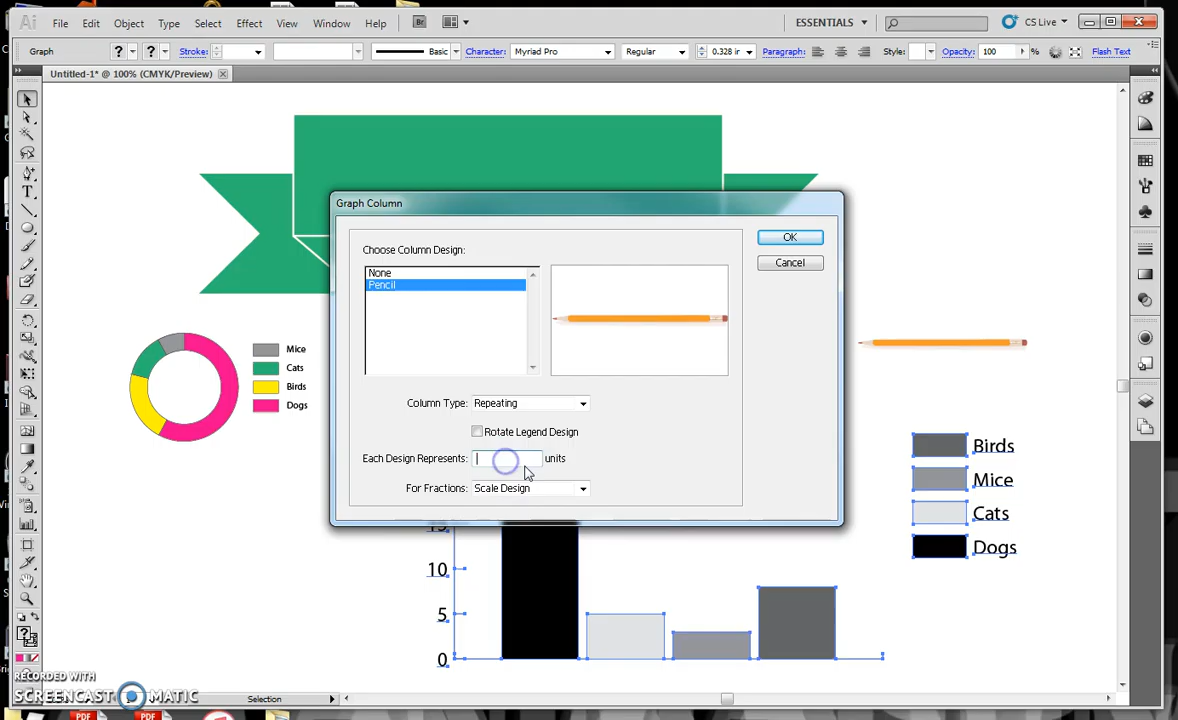 Ai File Edit Object Type Select Effect View Window Help Br ESSENTIALS CS Live
Graph ? ? Stroke: Basic Character: Myriad Pro Regular 0.328 in Paragraph: Style: Opacity: 100 % Flash Text
Untitled-1* @ 100% (CMYK/Preview)
Graph Column
Choose Column Design:
None
Pencil
OK
Cancel
Column Type: Repeating
Rotate Legend Design
Each Design Represents: units
For Fractions: Scale Design
Mice
Cats
Birds
Dogs
Birds
Mice
Cats
Dogs
15
10
5
0
?
RECORDED WITH
SCREENCAST MATIC
Selection
PDF PDF